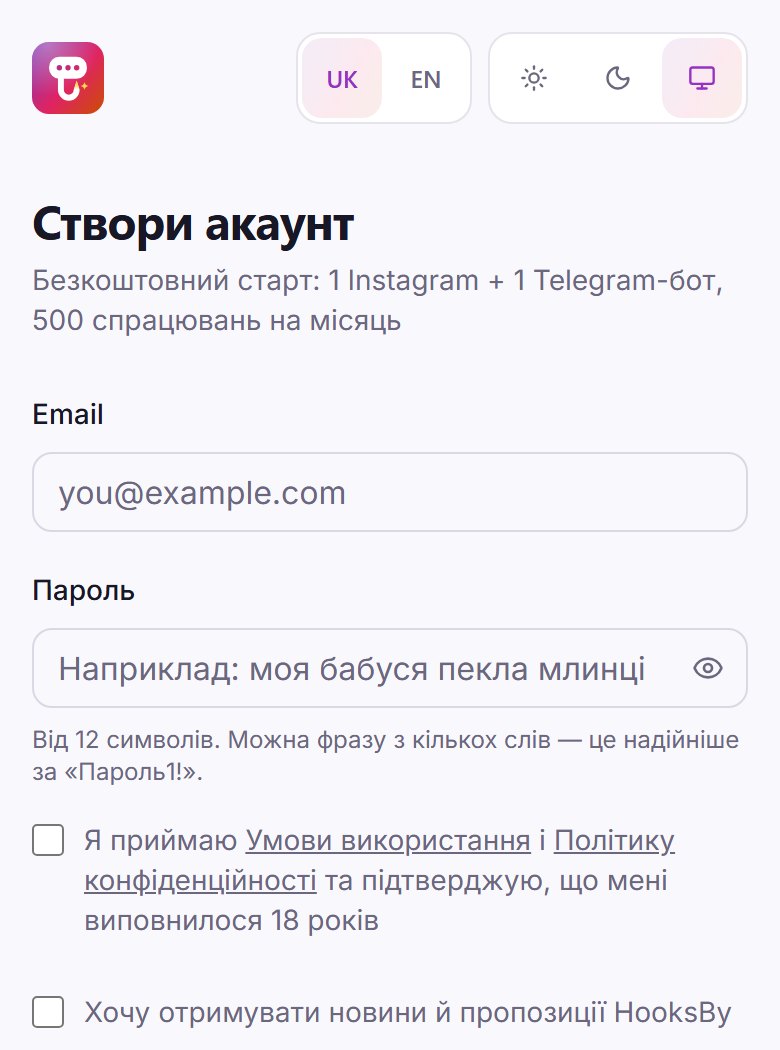 UK EN
Створи акаунт
Безкоштовний старт: 1 Instagram + 1 Telegram-бот,
500 спрацювань на місяць
Email
you@example.com
Пароль
Наприклад: моя бабуся пекла млинці
Від 12 символів. Можна фразу з кількох слів — це надійніше
за «Пароль1!».
Я приймаю Умови використання і Політику
конфіденційності та підтверджую, що мені
виповнилося 18 років
Хочу отримувати новини й пропозиції HooksBy